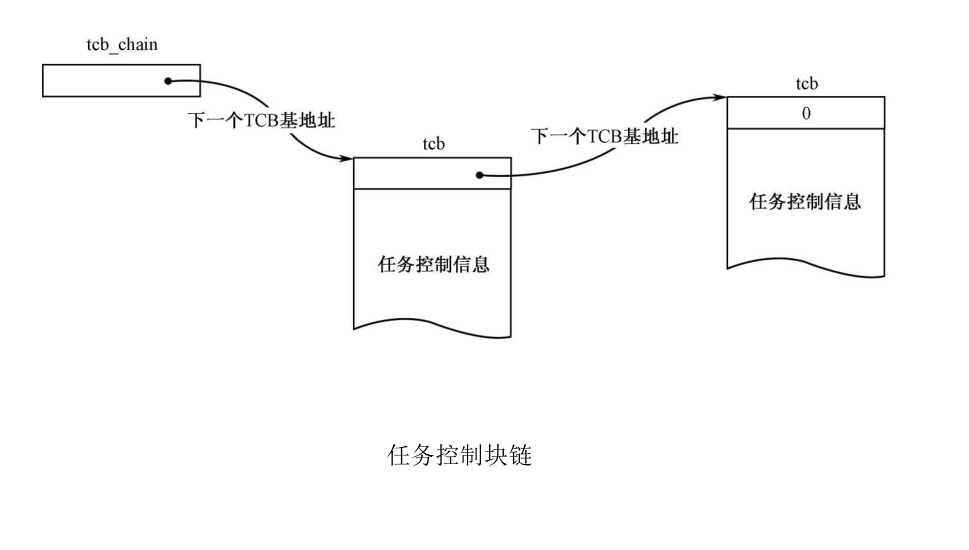 tcb_chain
下一个TCB基地址
tcb
任务控制信息
下一个TCB基地址
tcb
0
任务控制信息
任务控制块链